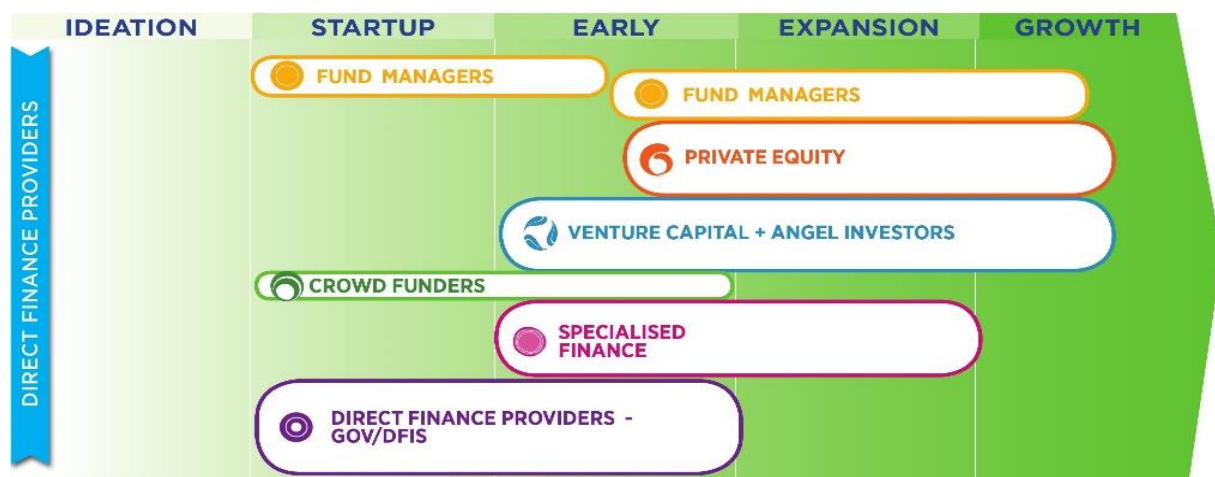 IDEATION STARTUP EARLY EXPANSION GROWTH
DIRECT FINANCE PROVIDERS
FUND MANAGERS
FUND MANAGERS
PRIVATE EQUITY
VENTURE CAPITAL + ANGEL INVESTORS
CROWD FUNDERS
SPECIALISED
FINANCE
DIRECT FINANCE PROVIDERS -
GOV/DFIS